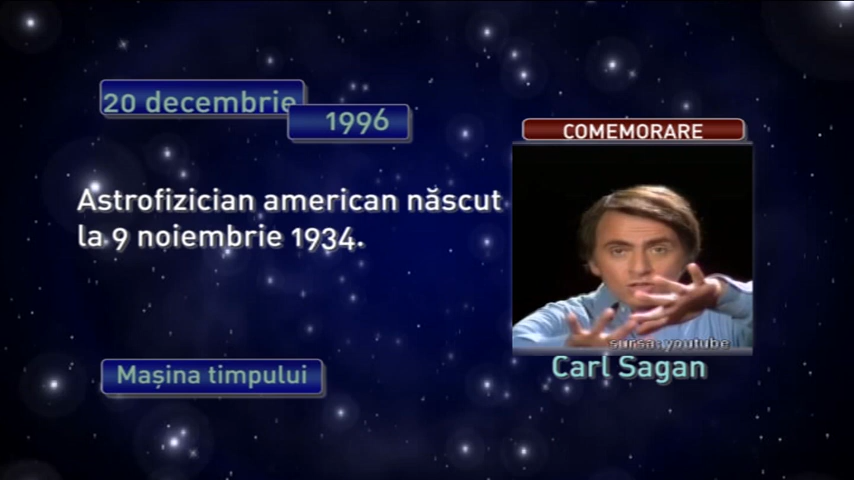 20 decembrie
1996
COMEMORARE
Astrofizician american născut
la 9 noiembrie 1934.
sursa: youtube
Carl Sagan
Mașina timpului